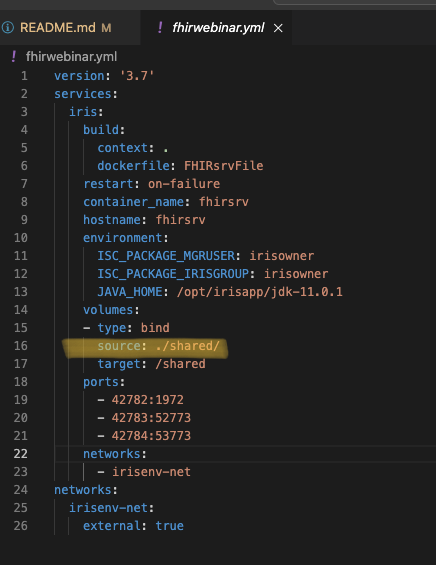 README.md M ! fhirwebinar.yml ×
! fhirwebinar.yml
1 version: '3.7'
2 services:
3   iris:
4     build:
5       context: .
6       dockerfile: FHIRsrvFile
7     restart: on-failure
8     container_name: fhirsrv
9     hostname: fhirsrv
10     environment:
11       ISC_PACKAGE_MGRUSER: irisowner
12       ISC_PACKAGE_IRISGROUP: irisowner
13       JAVA_HOME: /opt/irisapp/jdk-11.0.1
14     volumes:
15     - type: bind
16       source: ./shared/
17       target: /shared
18     ports:
19       - 42782:1972
20       - 42783:52773
21       - 42784:53773
22     networks:
23       - irisenv-net
24 networks:
25   irisenv-net:
26     external: true